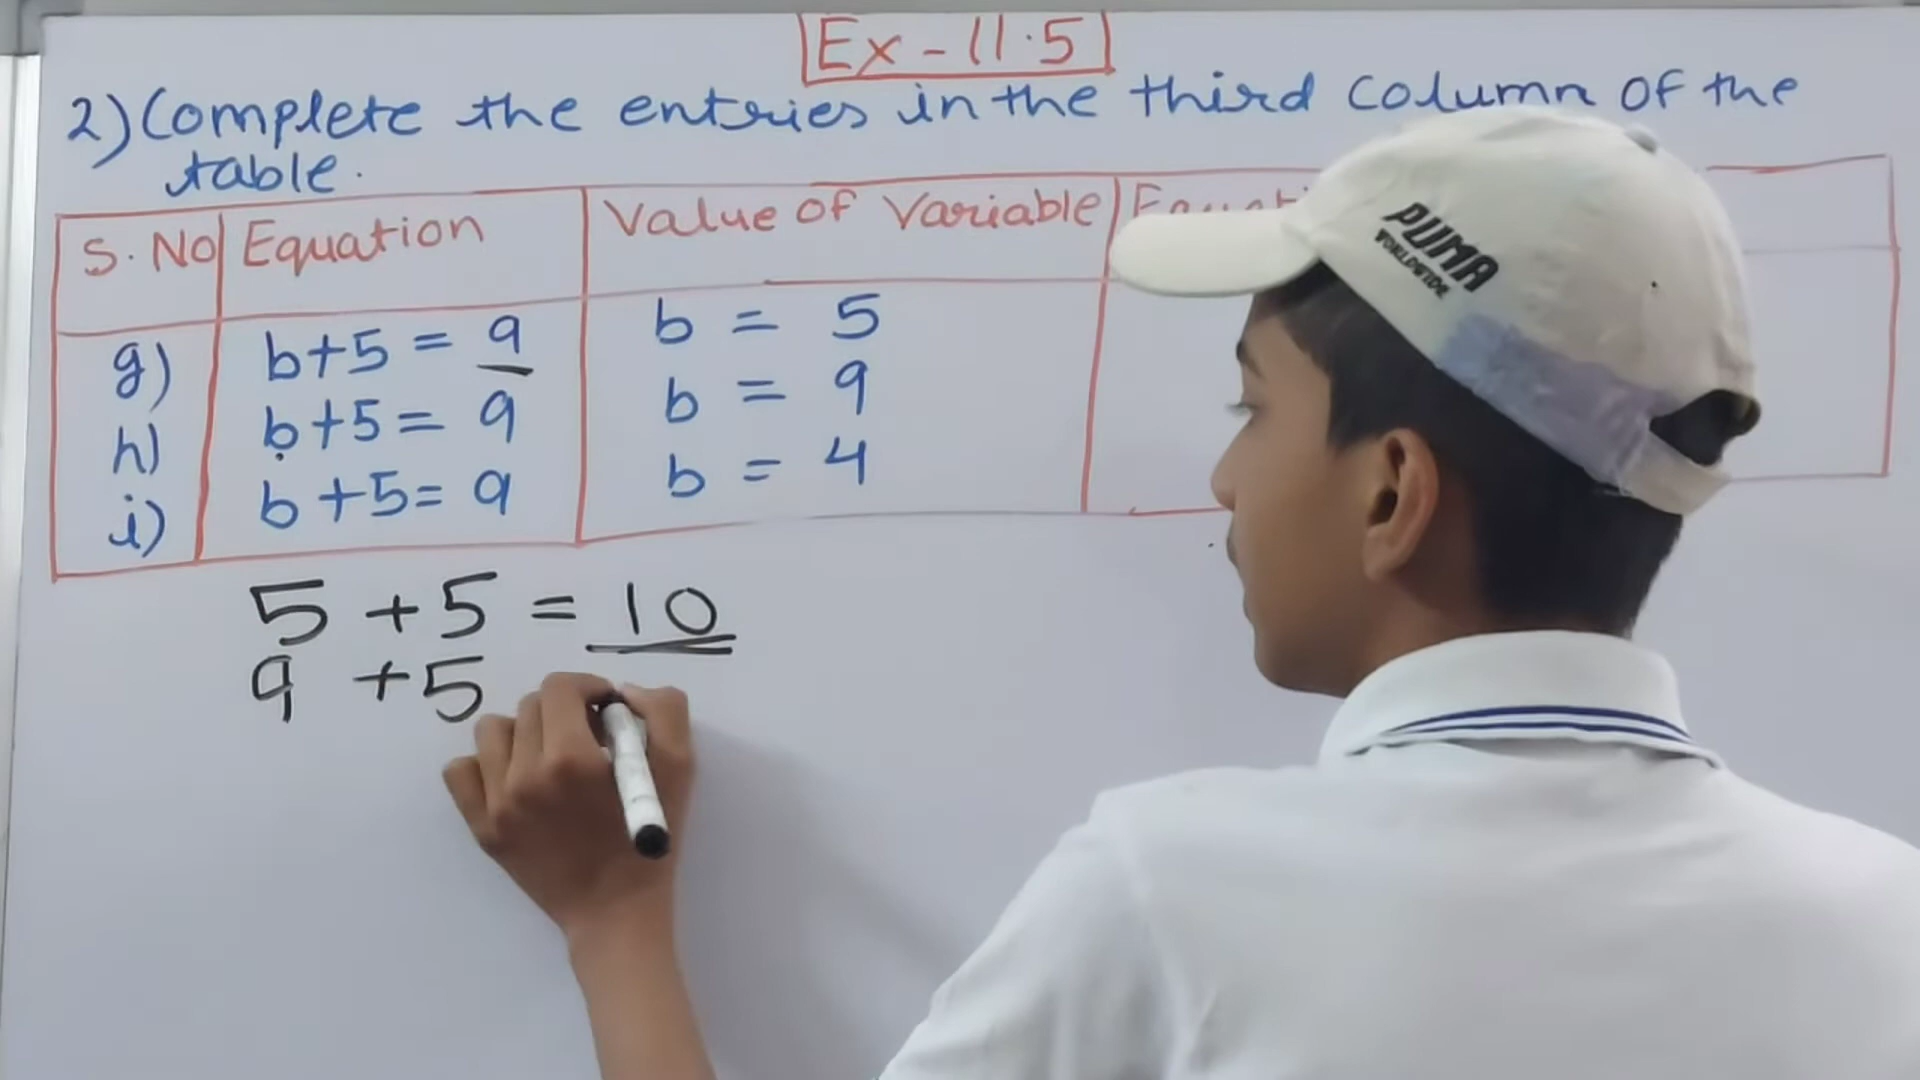 Ex-11.5
2) Complete the entries in the third column of the
table.
S.No Equation Value of Variable
g) b+5 = 9 b = 5
h) b+5 = 9 b = 9
i) b+5= 9 b = 4
5 + 5 = 10
9 + 5
PUMA
WORLDWIDE